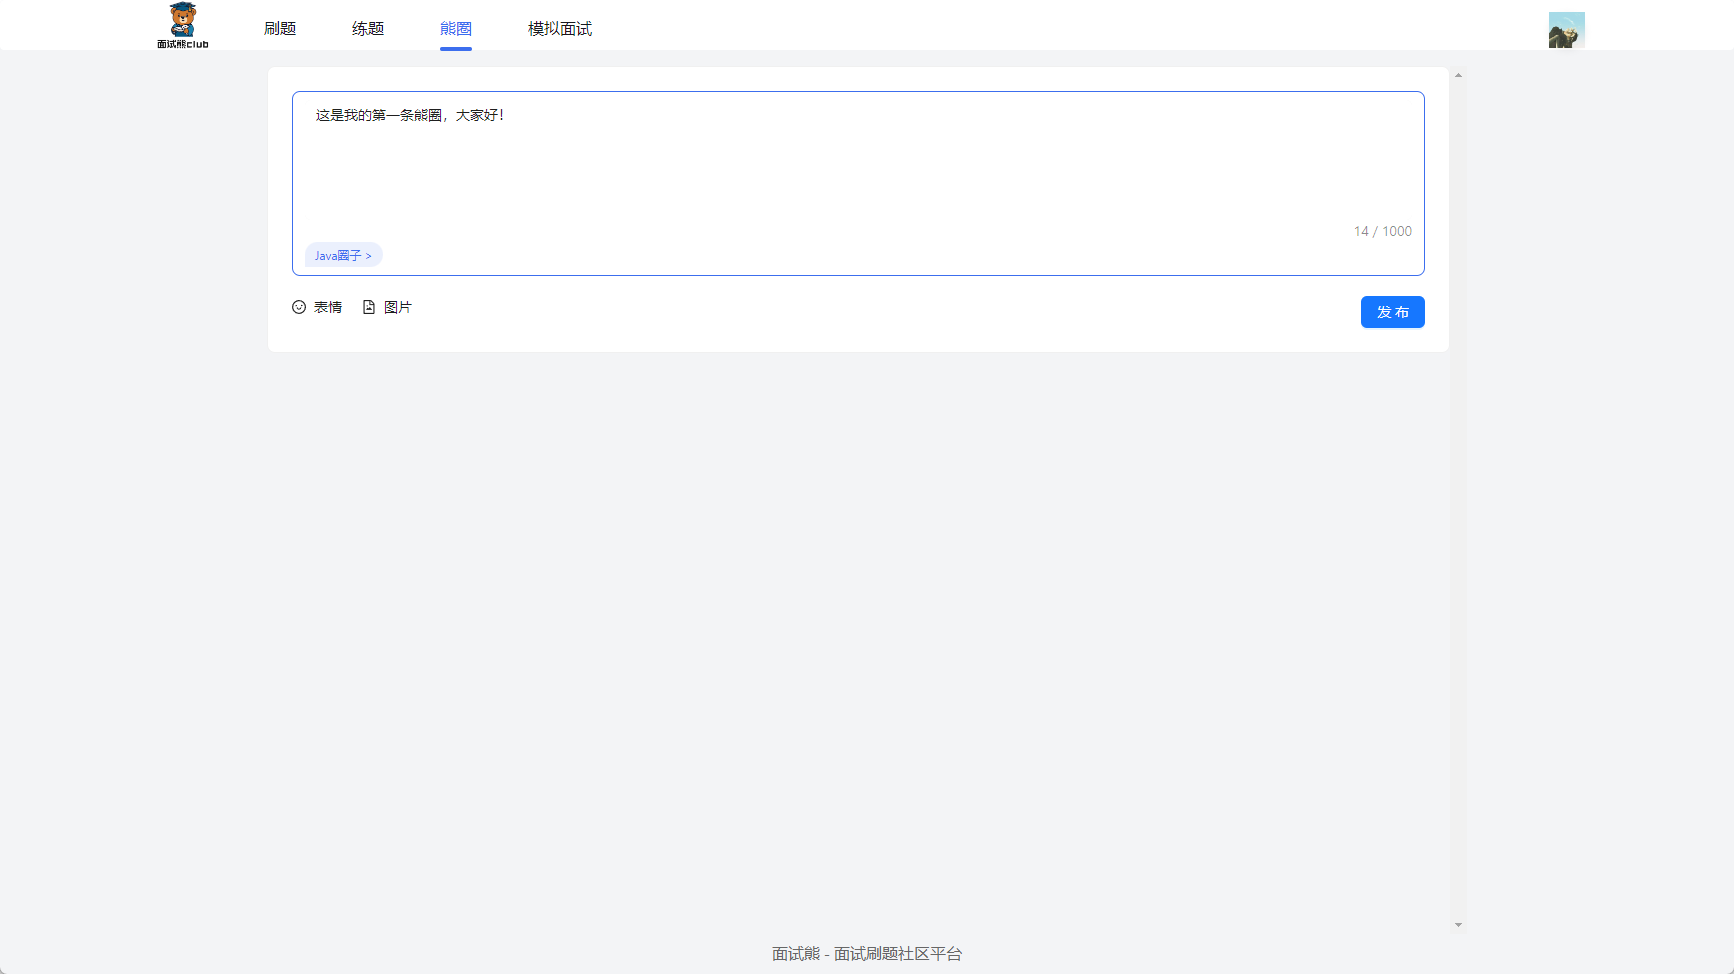 面试熊club
刷题 练题 熊圈 模拟面试
这是我的第一条熊圈，大家好！
14 / 1000
Java圈子 >
表情 图片 发布
面试熊 - 面试刷题社区平台